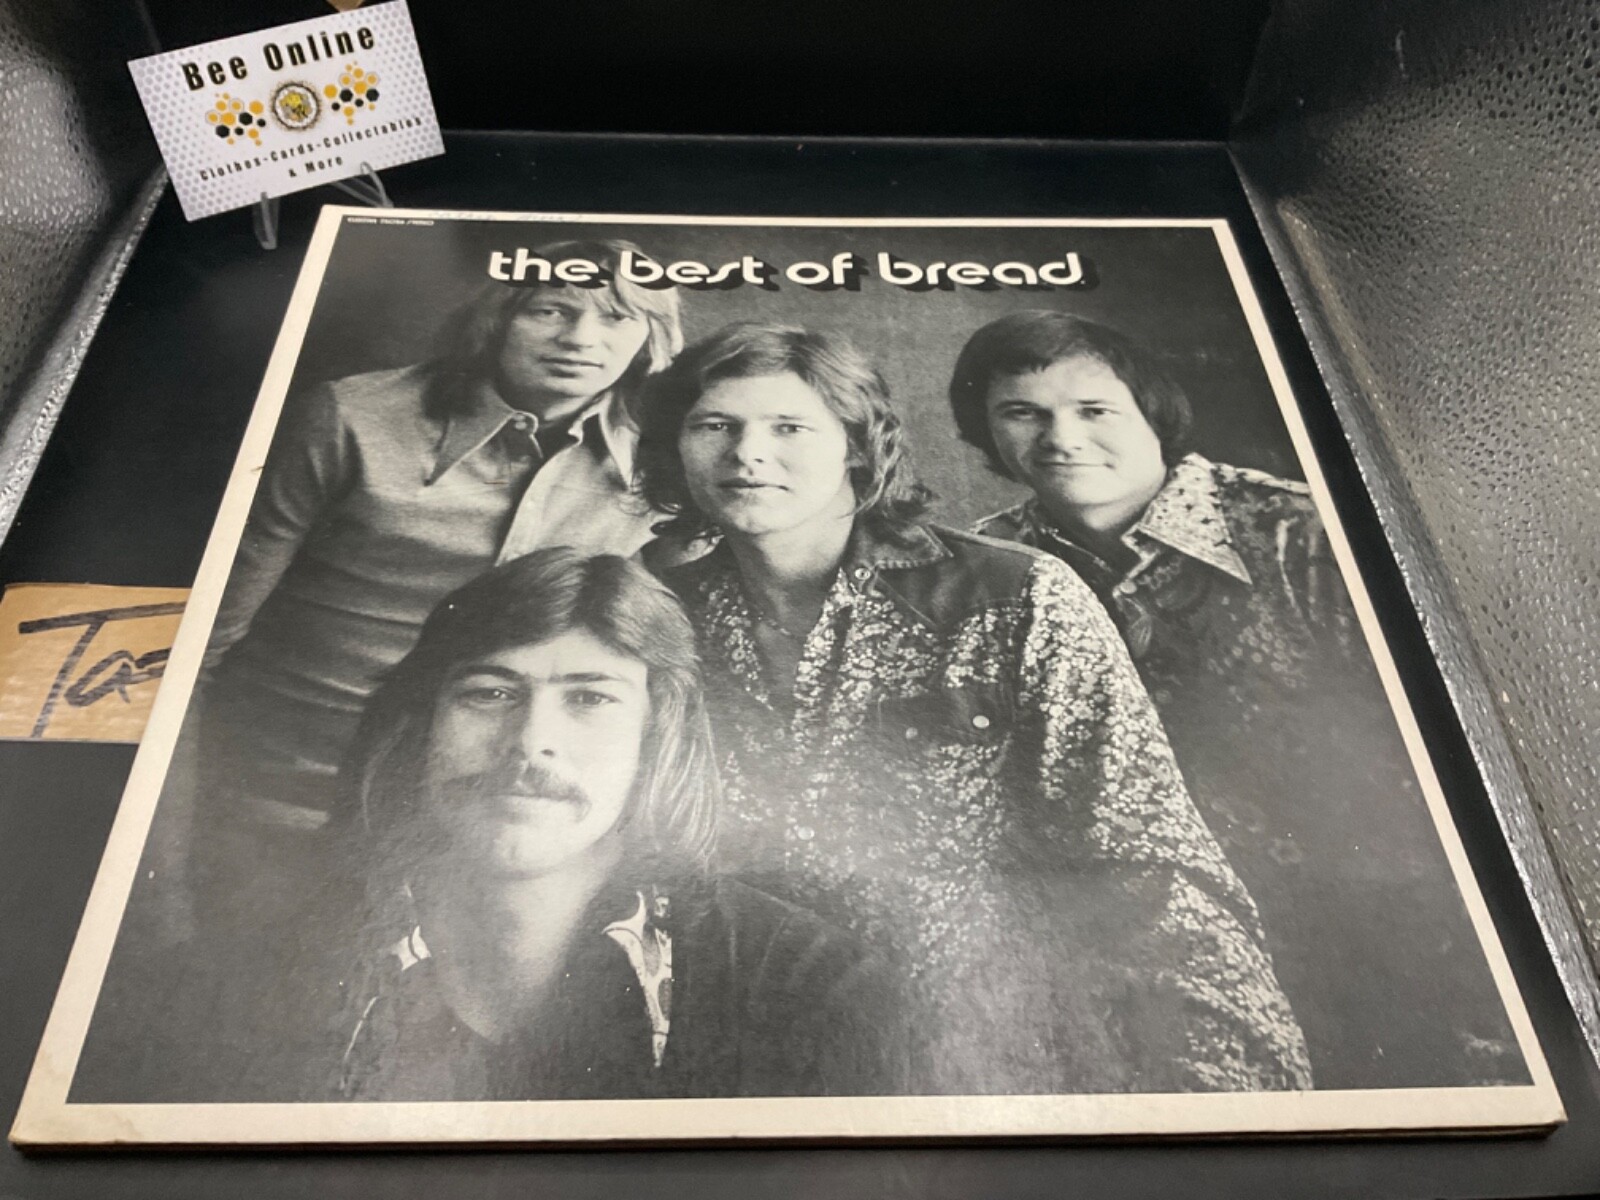 Bee Online
Clothes-Cards-Collectables
& More
the best of bread